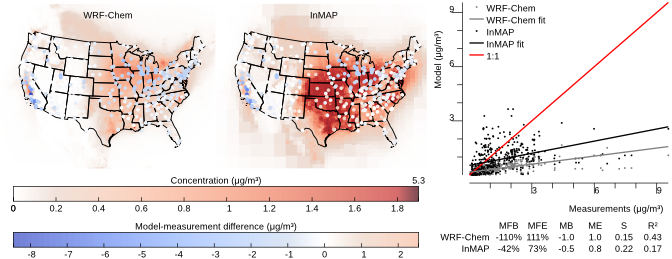 WRF-Chem
InMAP
Concentration (µg/m³)
5.3
0 0.2 0.4 0.6 0.8 1 1.2 1.4 1.6 1.8
Model-measurement difference (µg/m³)
-8 -7 -6 -5 -4 -3 -2 -1 0 1 2
WRF-Chem
WRF-Chem fit
InMAP
InMAP fit
1:1
Model (µg/m³)
9
6
3
3 6 9
Measurements (µg/m³)
MFB MFE MB ME S R²
WRF-Chem -110% 111% -1.0 1.0 0.15 0.43
InMAP -42% 73% -0.5 0.8 0.22 0.17